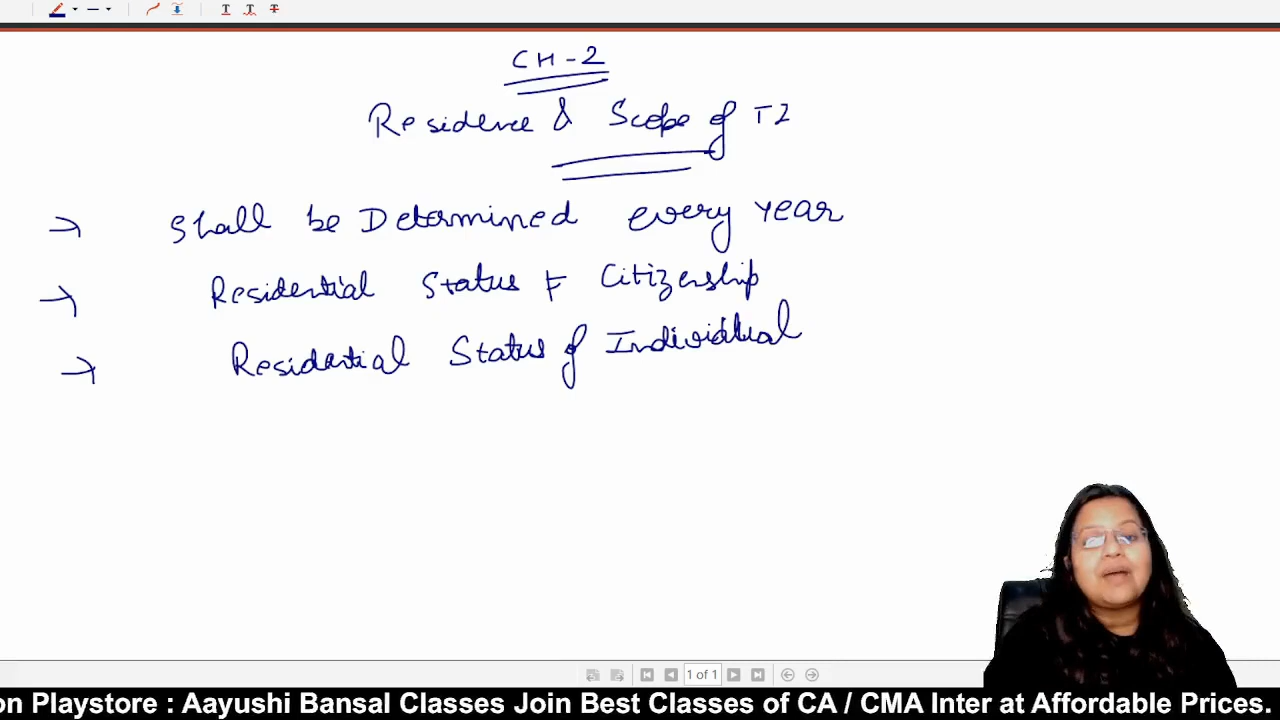 CH-2
Residence & Scope of TI
→ Shall be Determined every year
→ Residential Status ≠ Citizenship
→ Residential Status of Individual
1 of 1
on Playstore : Aayushi Bansal Classes Join Best Classes of CA / CMA Inter at Affordable Prices.